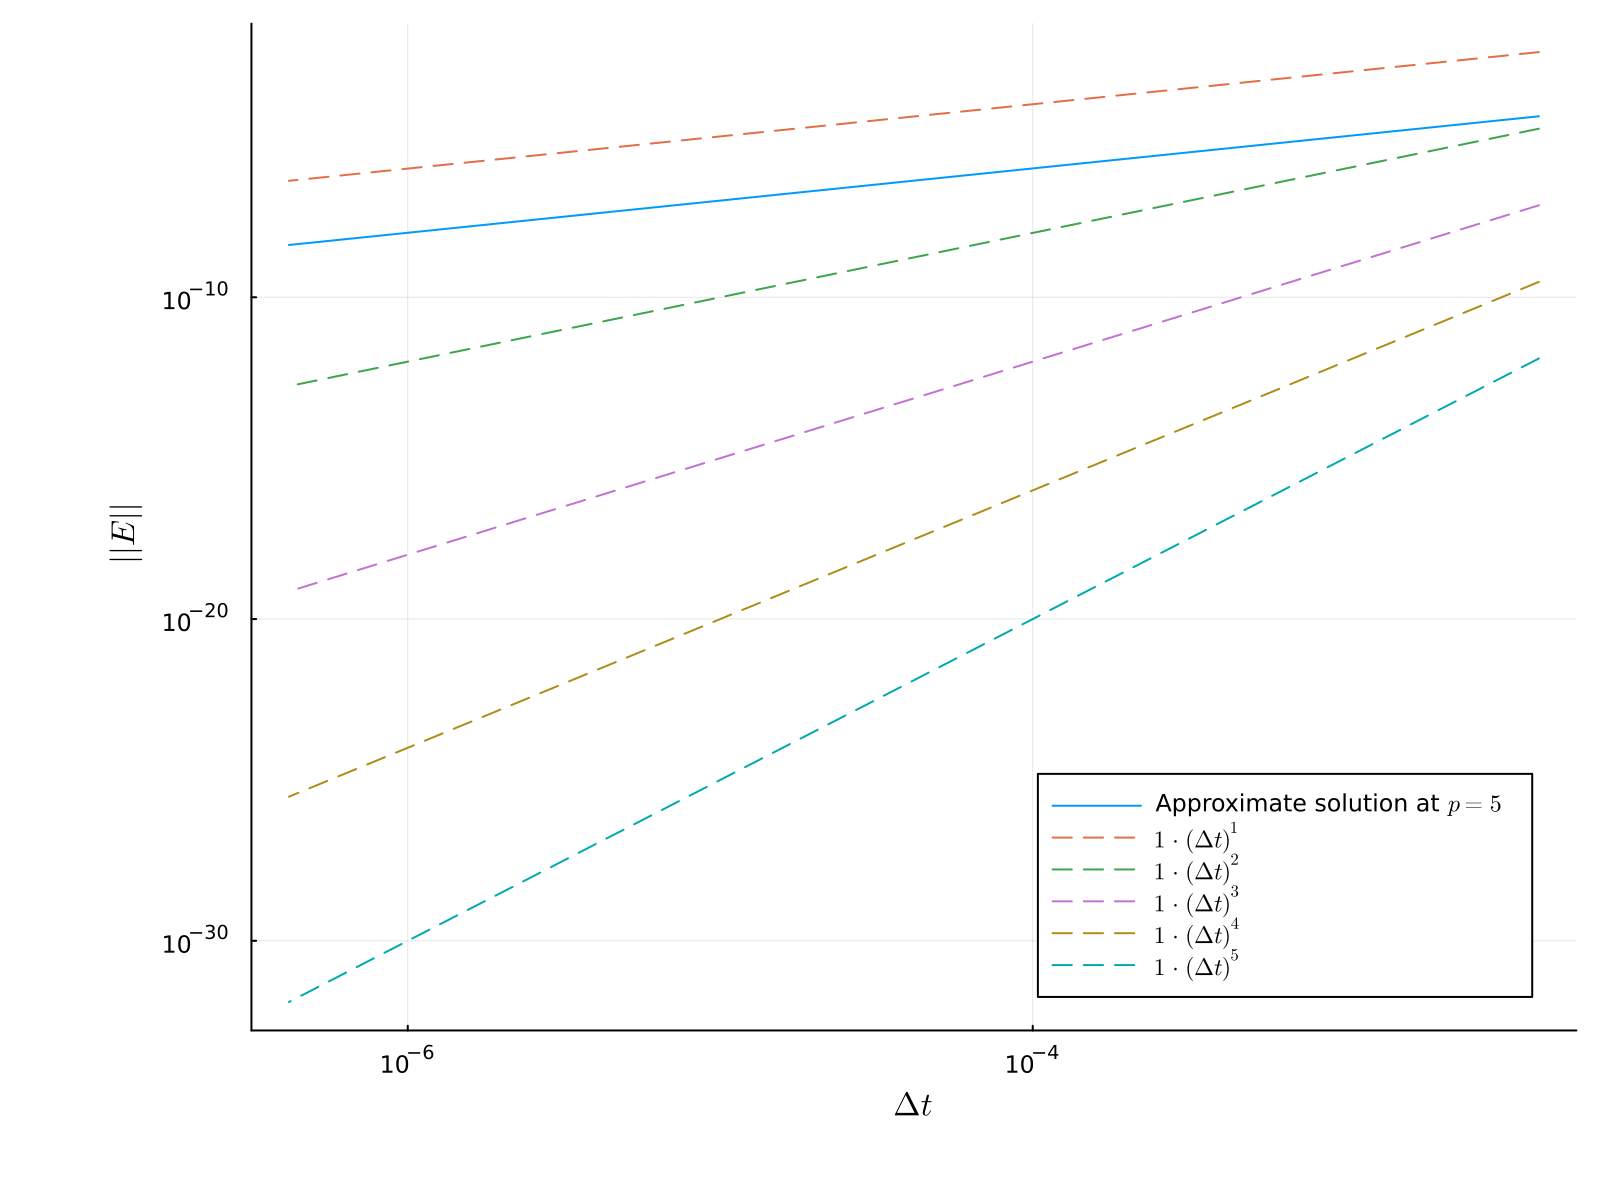 10⁻¹⁰
10⁻²⁰
10⁻³⁰
||E||
10⁻⁶ 10⁻⁴
Δt
Approximate solution at p = 5
1 · (Δt)¹
1 · (Δt)²
1 · (Δt)³
1 · (Δt)⁴
1 · (Δt)⁵